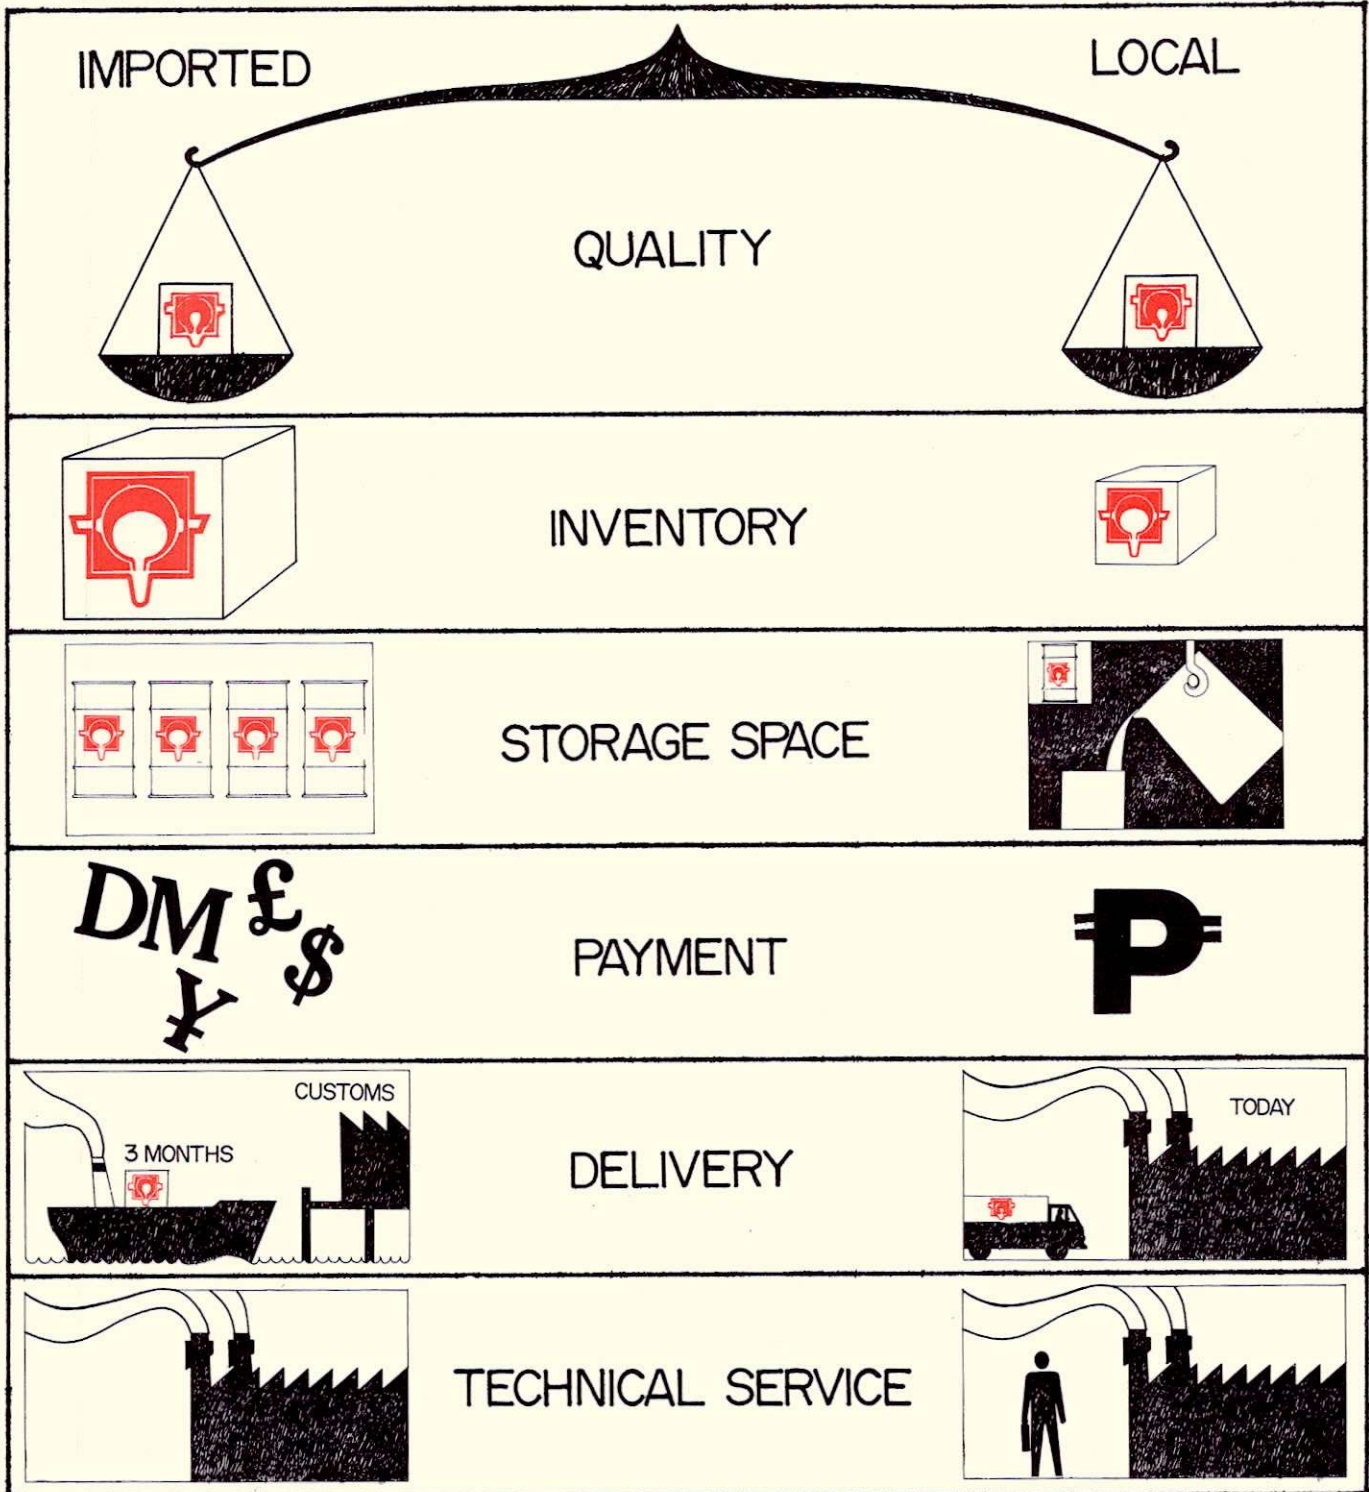 IMPORTED
LOCAL
QUALITY
INVENTORY
STORAGE SPACE
DM £ $ ¥
PAYMENT
₱
CUSTOMS
3 MONTHS
DELIVERY
TODAY
TECHNICAL SERVICE